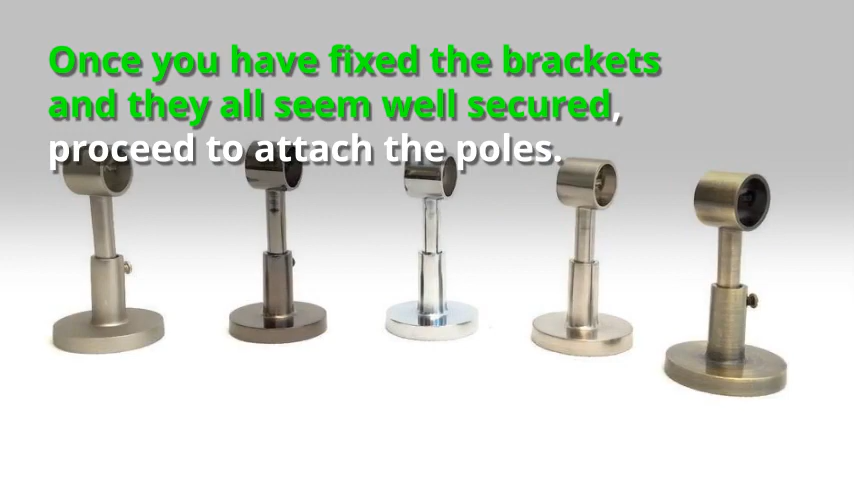 Once you have fixed the brackets
and they all seem well secured,
proceed to attach the poles.